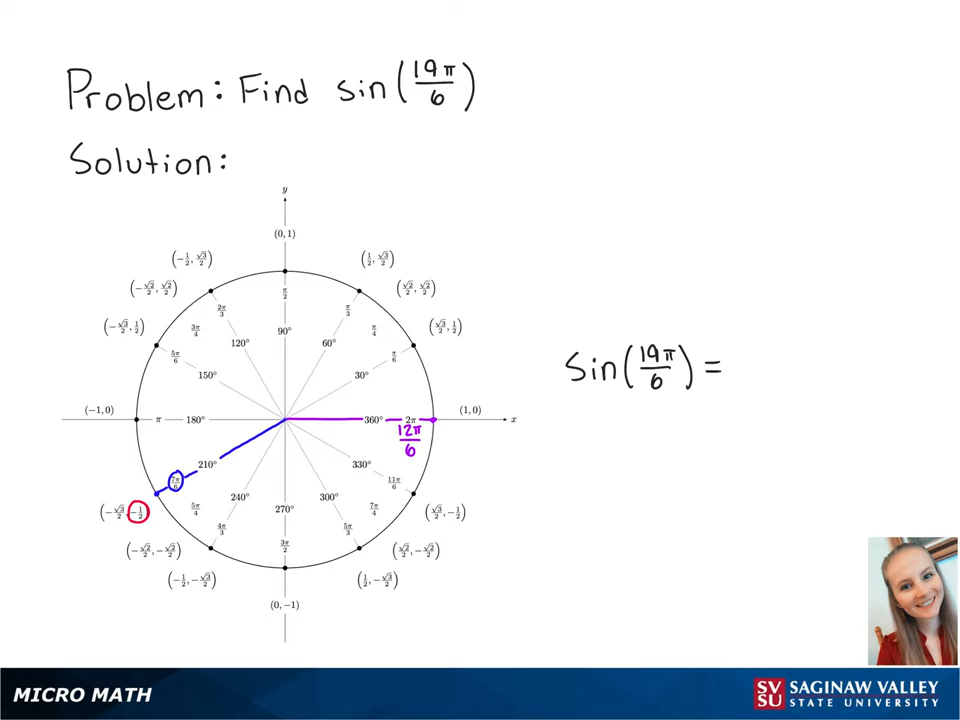 Problem: Find sin(19π/6)
Solution:
y
(0, 1)
(-1/2, √3/2)
(1/2, √3/2)
(-√2/2, √2/2)
(√2/2, √2/2)
(-√3/2, 1/2)
(√3/2, 1/2)
π/2
2π/3
π/3
3π/4
π/4
5π/6
π/6
90°
120°
60°
150°
30°
sin(19π/6) =
(-1, 0)
π
180°
360°
2π
(1, 0)
x
12π/6
210°
330°
7π/6
11π/6
240°
300°
270°
5π/4
7π/4
4π/3
5π/3
3π/2
(-√3/2, -1/2)
(√3/2, -1/2)
(-√2/2, -√2/2)
(√2/2, -√2/2)
(-1/2, -√3/2)
(1/2, -√3/2)
(0, -1)
MICRO MATH
SV SU
SAGINAW VALLEY
STATE UNIVERSITY